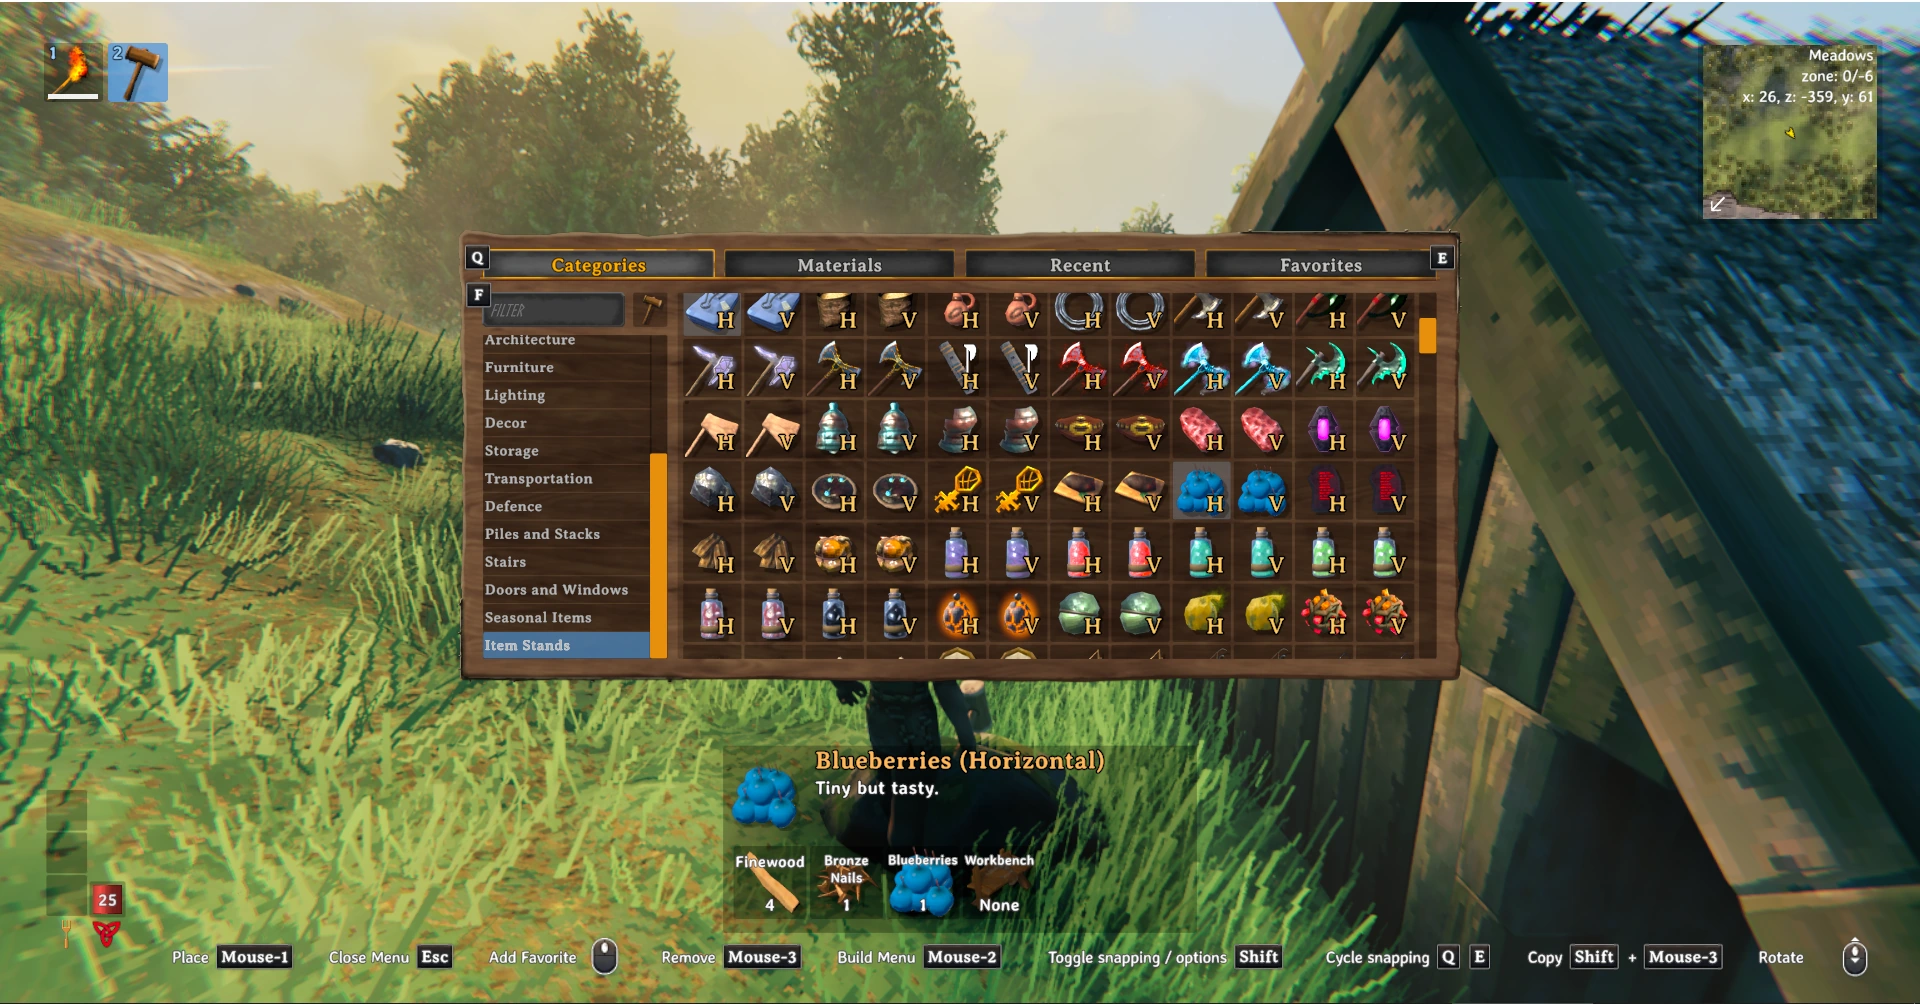 1
2
Meadows
zone: 0/-6
x: 26, z: -359, y: 61
Q
Categories
Materials
Recent
Favorites
E
F
FILTER
Architecture
Furniture
Lighting
Decor
Storage
Transportation
Defence
Piles and Stacks
Stairs
Doors and Windows
Seasonal Items
Item Stands
H V H V H V H V H V H V
H V H V H V H V H V H V
H V H V H V H V H V H V
H V H V H V H V H V H V
H V H V H V H V H V H V
H V H V H V H V H V H V
Blueberries (Horizontal)
Tiny but tasty.
Finewood
4
Bronze
Nails
1
Blueberries
1
Workbench
None
25
Place Mouse-1
Close Menu Esc
Add Favorite
Remove Mouse-3
Build Menu Mouse-2
Toggle snapping / options Shift
Cycle snapping Q E
Copy Shift + Mouse-3
Rotate